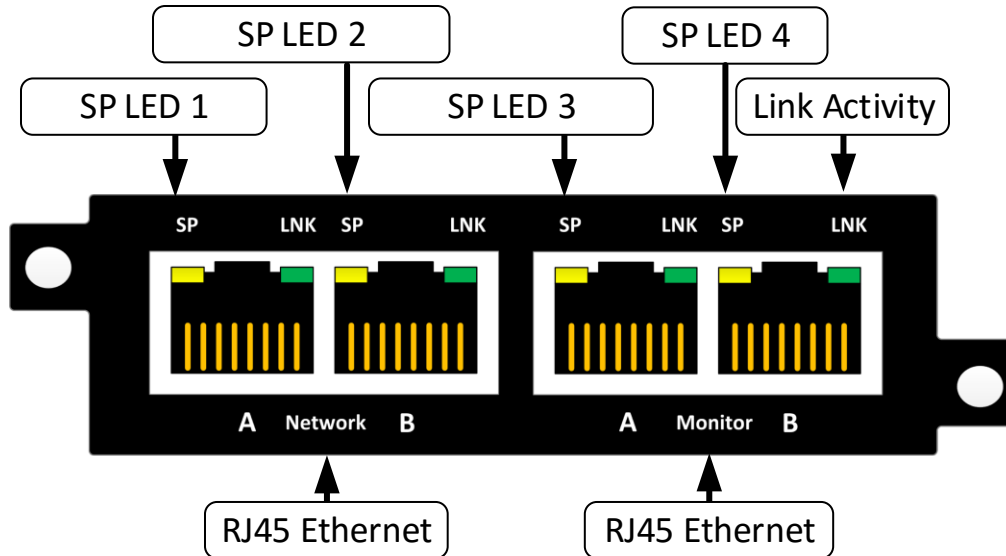 SP LED 2
SP LED 4
SP LED 1
SP LED 3
Link Activity
SP LNK SP LNK SP LNK SP LNK
A Network B A Monitor B
RJ45 Ethernet
RJ45 Ethernet